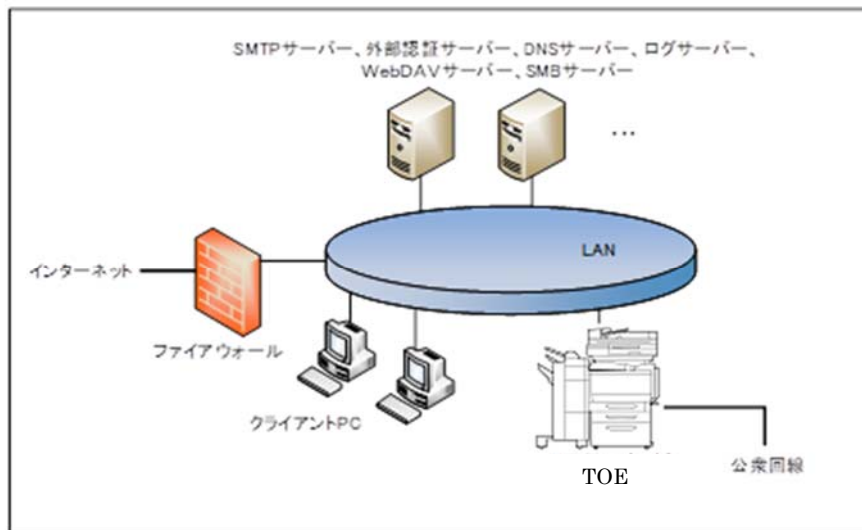 SMTPサーバー、外部認証サーバー、DNSサーバー、ログサーバー、
WebDAVサーバー、SMBサーバー
...
LAN
インターネット
ファイアウォール
クライアントPC
TOE
公衆回線